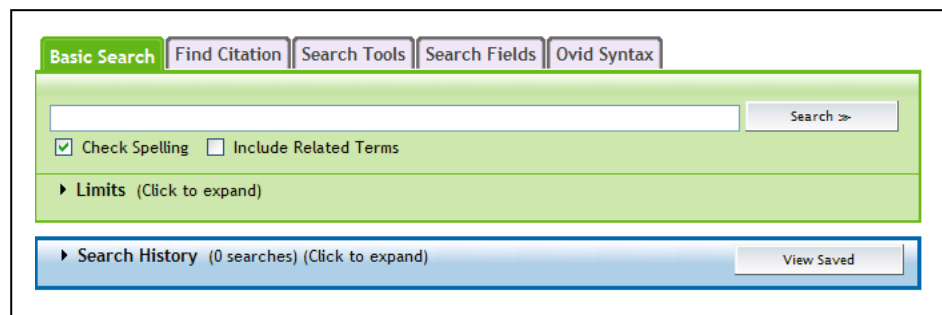 Basic Search Find Citation Search Tools Search Fields Ovid Syntax
Search >>
Check Spelling Include Related Terms
Limits (Click to expand)
Search History (0 searches) (Click to expand) View Saved